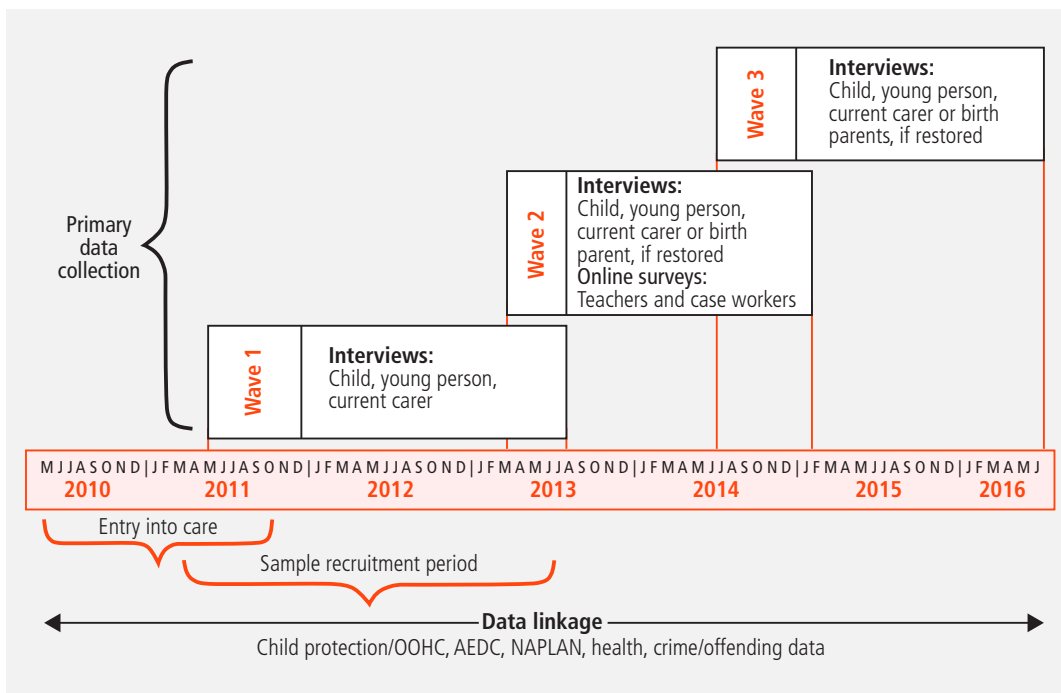 Wave 3
Interviews:
Child, young person,
current carer or birth
parents, if restored
Wave 2
Interviews:
Child, young person,
current carer or birth
parent, if restored
Online surveys:
Teachers and case workers
Primary
data
collection
Wave 1
Interviews:
Child, young person,
current carer
M J J A S O N D | J F M A M J J A S O N D | J F M A M J J A S O N D | J F M A M J J A S O N D | J F M A M J J A S O N D | J F M A M J J A S O N D | J F M A M J
2010 2011 2012 2013 2014 2015 2016
Entry into care
Sample recruitment period
Data linkage
Child protection/OOHC, AEDC, NAPLAN, health, crime/offending data